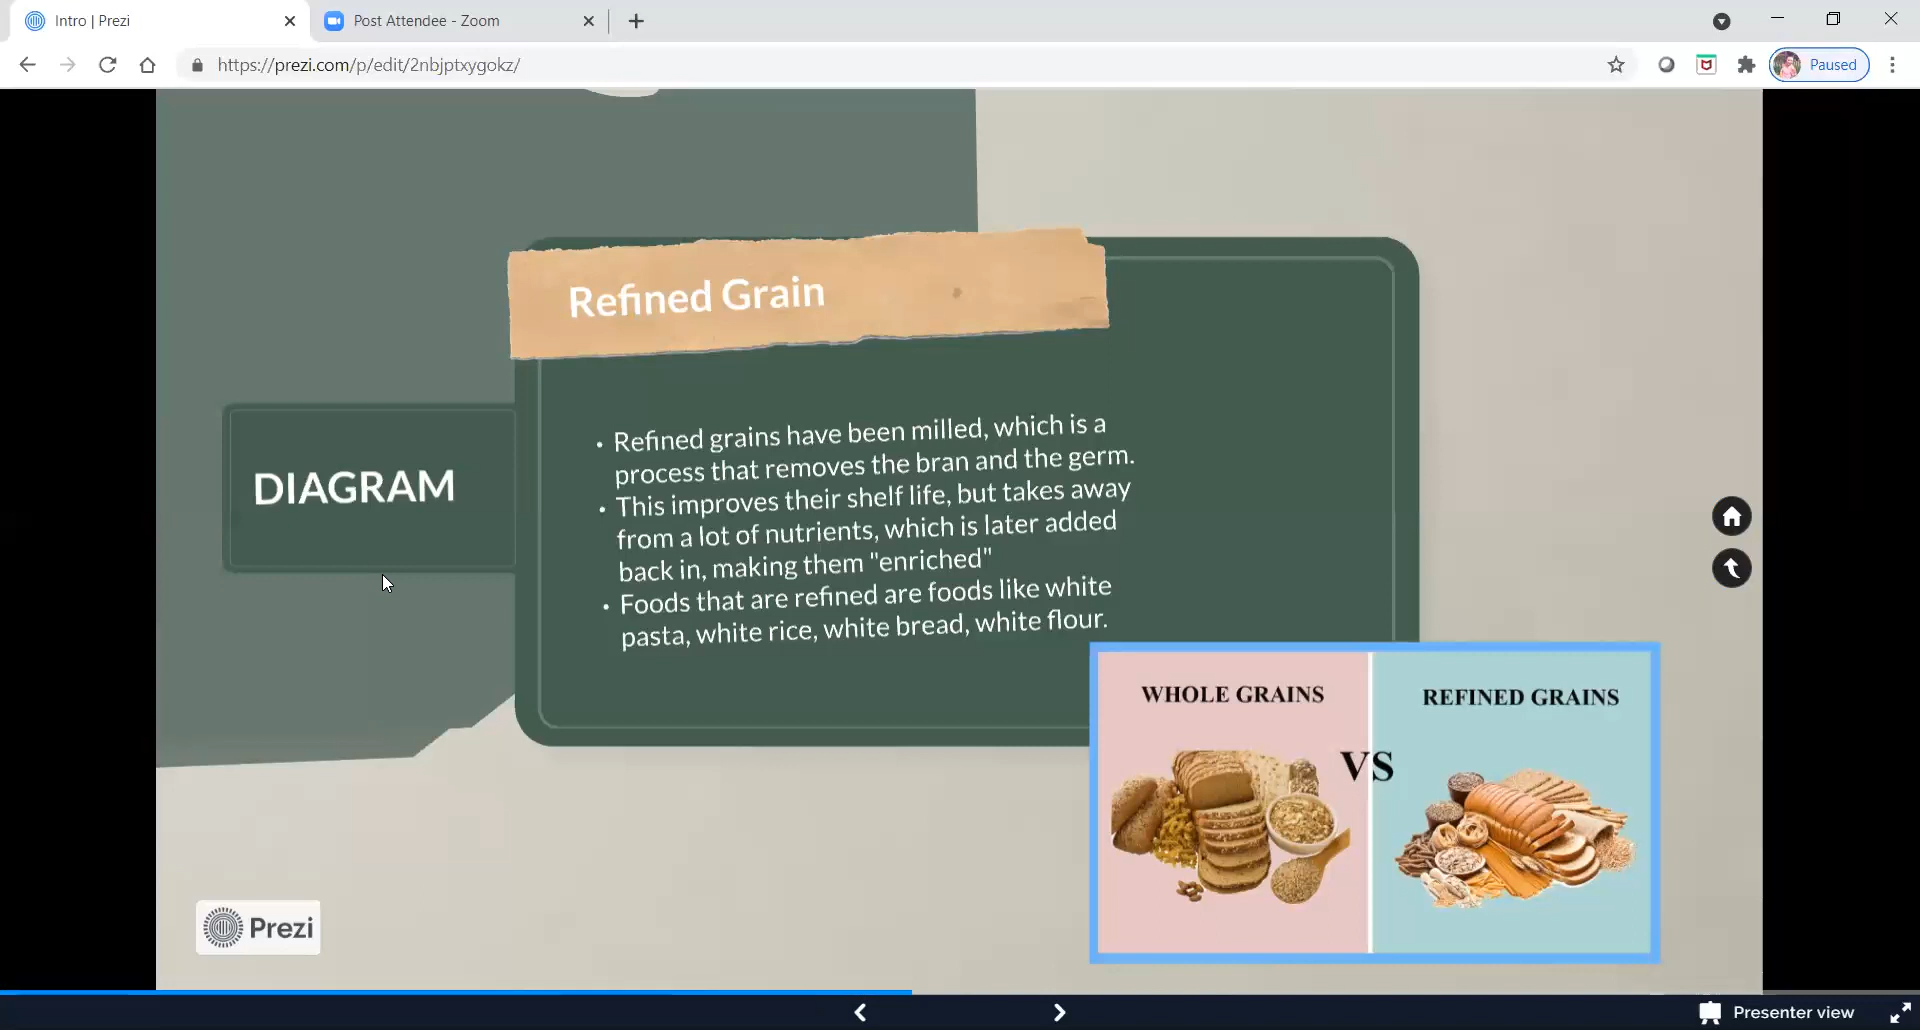 Intro | Prezi
Post Attendee - Zoom
https://prezi.com/p/edit/2nbjptxygokz/
Paused
Refined Grain
DIAGRAM
• Refined grains have been milled, which is a
process that removes the bran and the germ.
• This improves their shelf life, but takes away
from a lot of nutrients, which is later added
back in, making them "enriched"
• Foods that are refined are foods like white
pasta, white rice, white bread, white flour.
WHOLE GRAINS
REFINED GRAINS
VS
Prezi
Presenter view